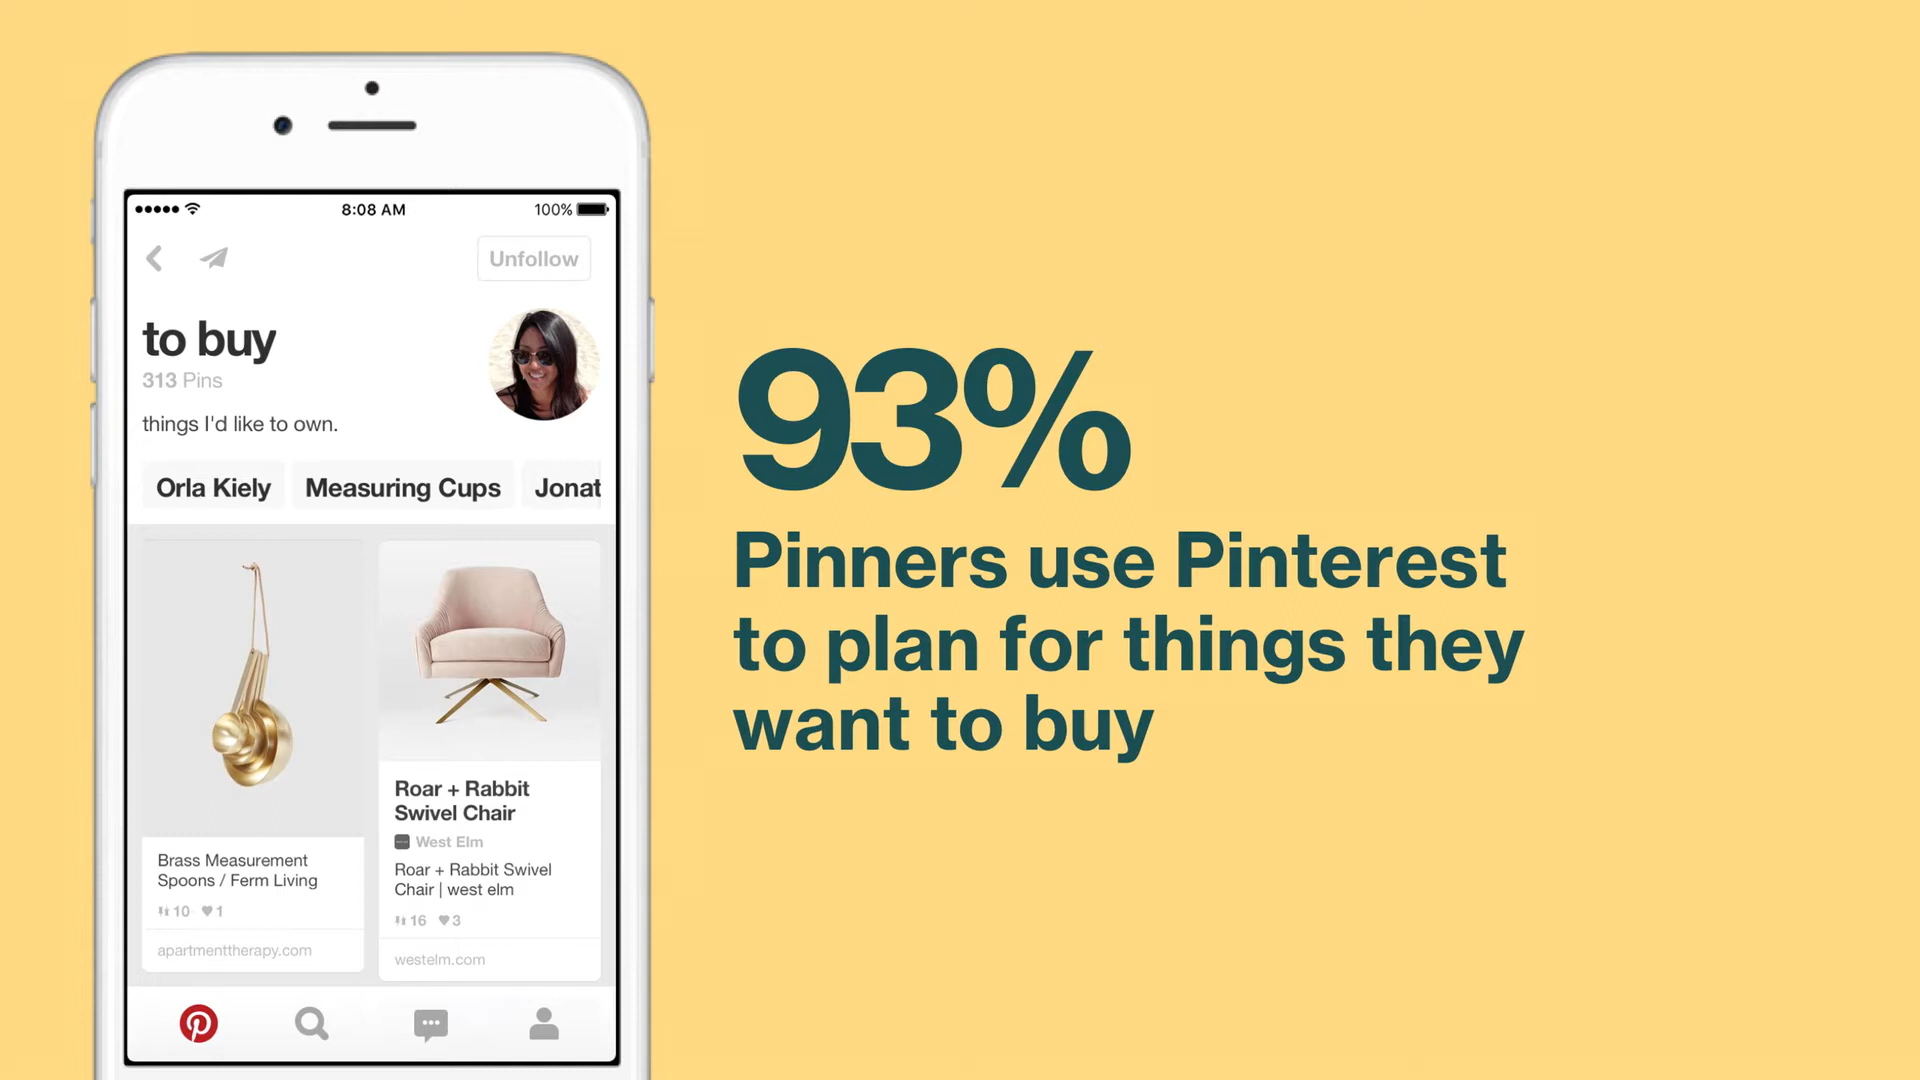 8:08 AM
100%
Unfollow
to buy
313 Pins
things I'd like to own.
Orla Kiely
Measuring Cups
Jonat
Brass Measurement
Spoons / Ferm Living
10 1
apartmenttherapy.com
Roar + Rabbit
Swivel Chair
West Elm
Roar + Rabbit Swivel
Chair | west elm
16 3
westelm.com
93%
Pinners use Pinterest
to plan for things they
want to buy